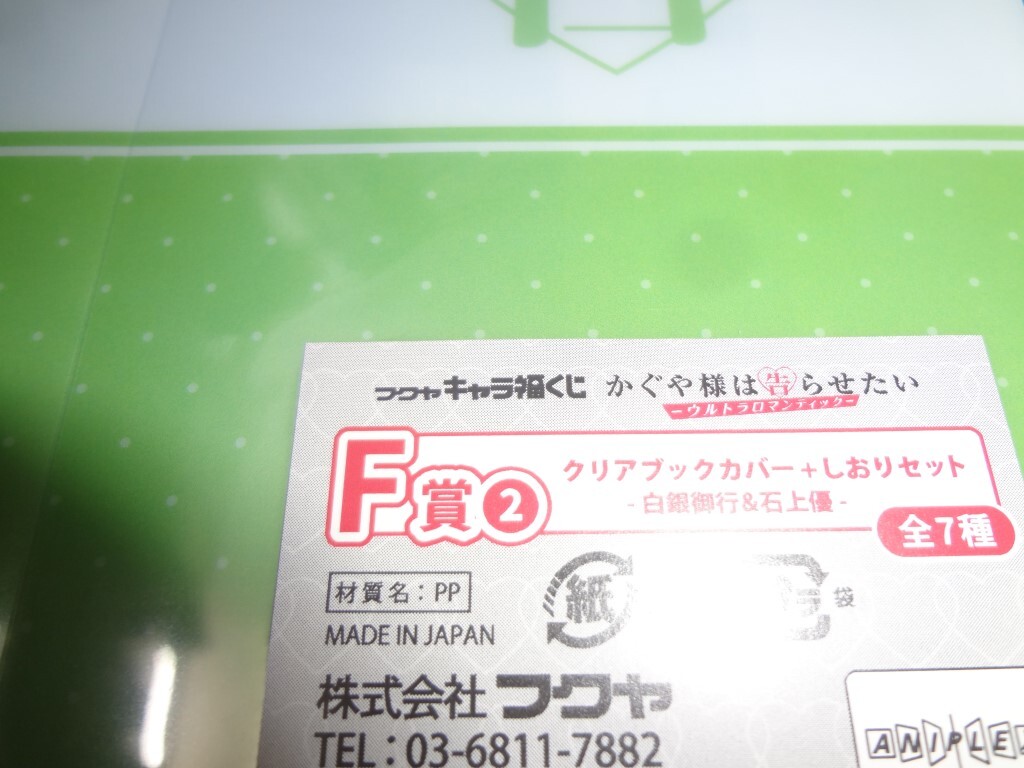 フクヤ キャラ福くじ かぐや様は告らせたい
-ウルトラロマンティック-
F賞2 クリアブックカバー+しおりセット
- 白銀御行&石上優 -
全7種
材質名：PP
紙
袋
MADE IN JAPAN
株式会社フクヤ
TEL：03-6811-7882
ANIPLEX